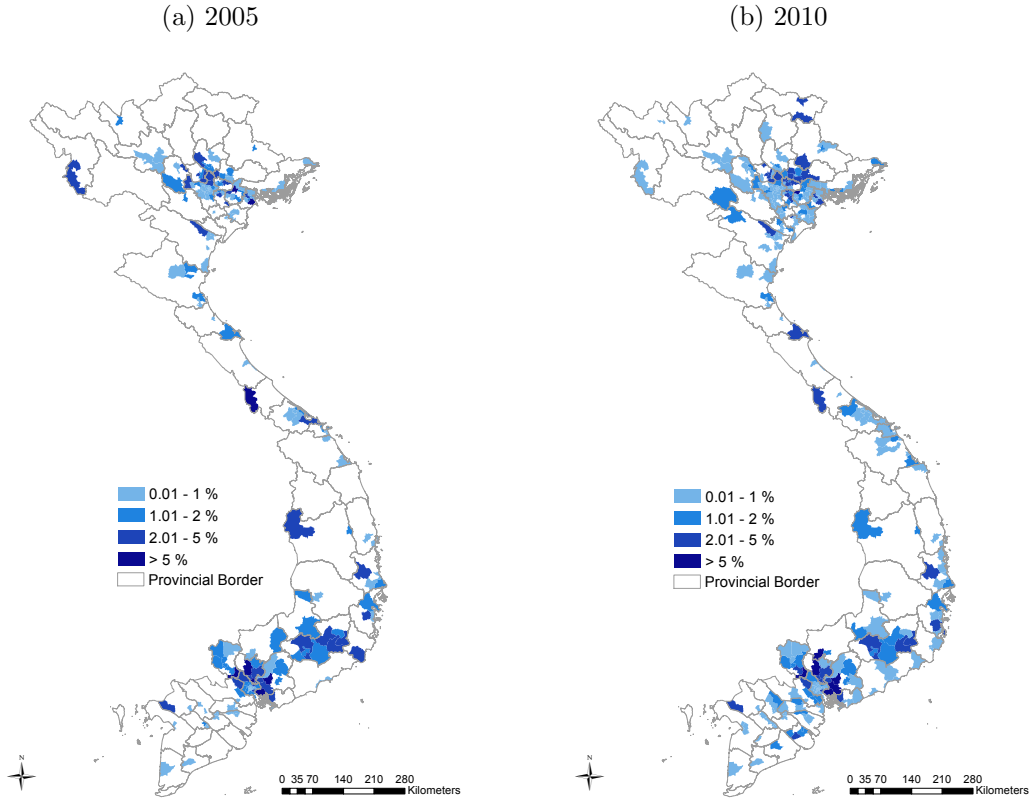 (a) 2005
(b) 2010
0.01 - 1 %
1.01 - 2 %
2.01 - 5 %
> 5 %
Provincial Border
0.01 - 1 %
1.01 - 2 %
2.01 - 5 %
> 5 %
Provincial Border
N
0 35 70 140 210 280
Kilometers
N
0 35 70 140 210 280
Kilometers